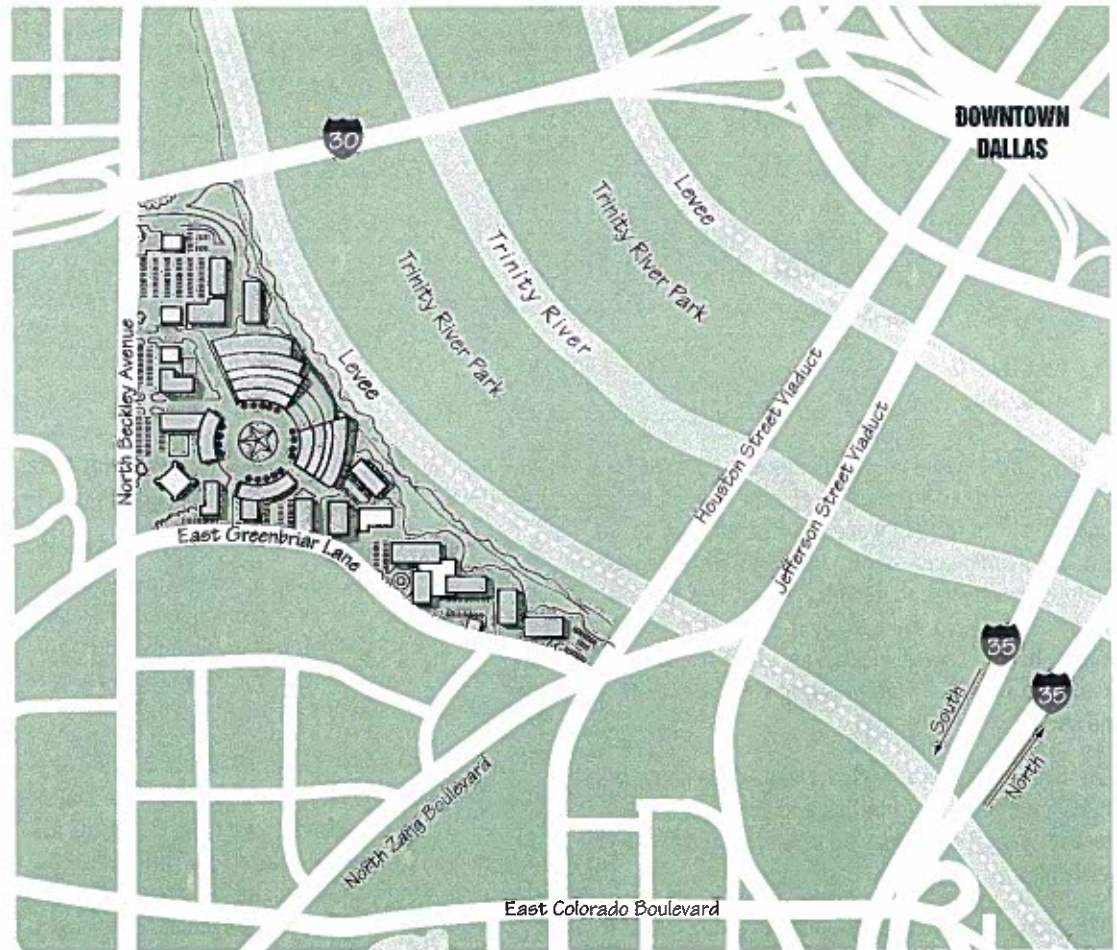 DOWNTOWN
DALLAS
30
Levee
Trinity River Park
Trinity River
Trinity River Park
Levee
North Beckley Avenue
Houston Street Viaduct
Jefferson Street Viaduct
East Greenbriar Lane
35
35
South
North
North Zang Boulevard
East Colorado Boulevard